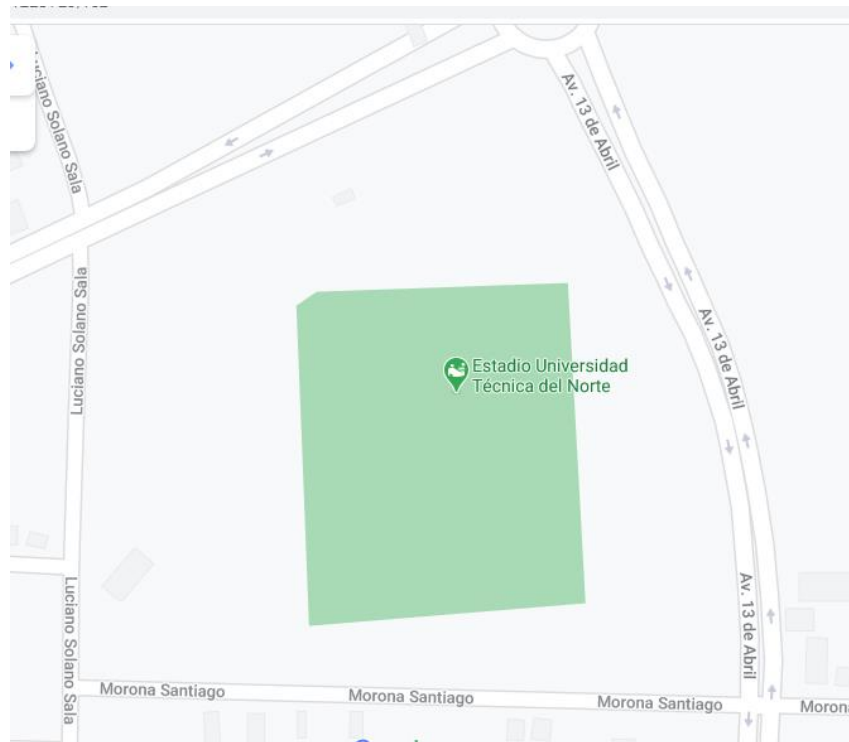 Luciano Solano Sala
Av. 13 de Abril
Luciano Solano Sala
Av. 13 de Abril
Estadio Universidad
Técnica del Norte
Luciano Solano Sala
Av. 13 de Abril
Morona Santiago
Morona Santiago
Morona Santiago
Moron